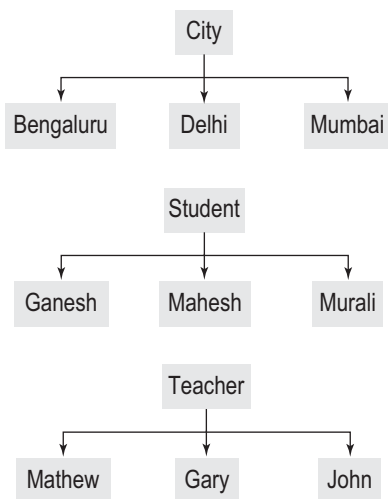 City
Bengaluru Delhi Mumbai
Student
Ganesh Mahesh Murali
Teacher
Mathew Gary John